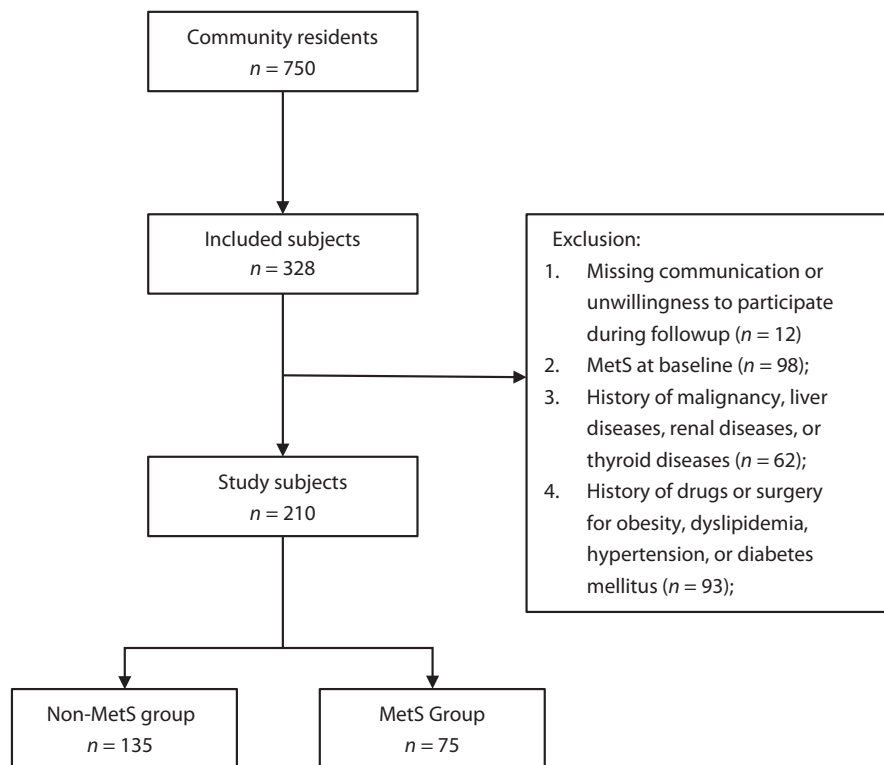 Community residents
n = 750
Included subjects
n = 328
Exclusion:
1. Missing communication or
unwillingness to participate
during followup (n = 12)
2. MetS at baseline (n = 98);
3. History of malignancy, liver
diseases, renal diseases, or
thyroid diseases (n = 62);
4. History of drugs or surgery
for obesity, dyslipidemia,
hypertension, or diabetes
mellitus (n = 93);
Study subjects
n = 210
Non-MetS group
n = 135
MetS Group
n = 75